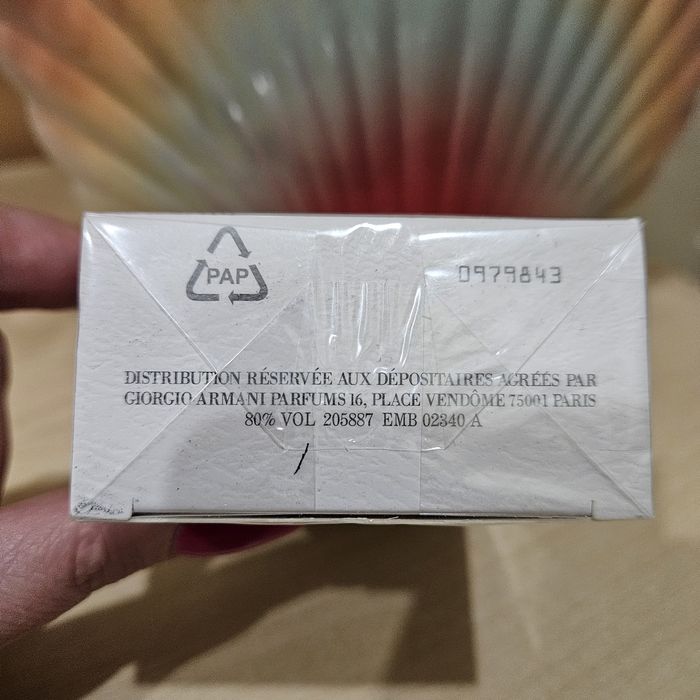 PAP
0979843
DISTRIBUTION RÉSERVÉE AUX DÉPOSITAIRES AGRÉÉS PAR
GIORGIO ARMANI PARFUMS 16, PLACE VENDÔME 75001 PARIS
80% VOL 205887 EMB 02340 A